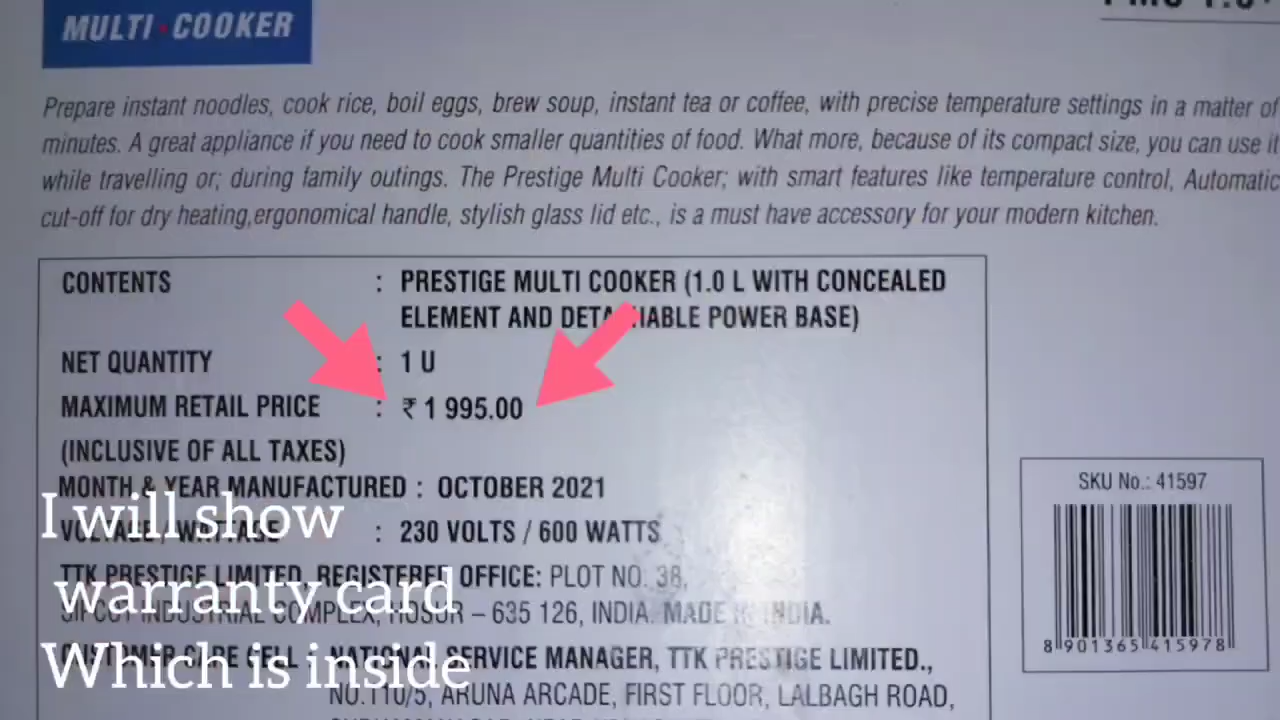 MULTI·COOKER
Prepare instant noodles, cook rice, boil eggs, brew soup, instant tea or coffee, with precise temperature settings in a matter of
minutes. A great appliance if you need to cook smaller quantities of food. What more, because of its compact size, you can use it
while travelling or; during family outings. The Prestige Multi Cooker; with smart features like temperature control, Automatic
cut-off for dry heating,ergonomical handle, stylish glass lid etc., is a must have accessory for your modern kitchen.
CONTENTS : PRESTIGE MULTI COOKER (1.0 L WITH CONCEALED
ELEMENT AND DETACHABLE POWER BASE)
NET QUANTITY : 1 U
MAXIMUM RETAIL PRICE : ₹ 1 995.00
(INCLUSIVE OF ALL TAXES)
MONTH & YEAR MANUFACTURED : OCTOBER 2021
VOLTAGE / WATTAGE : 230 VOLTS / 600 WATTS
TTK PRESTIGE LIMITED, REGISTERED OFFICE: PLOT NO. 38,
SIPCOT INDUSTRIAL COMPLEX, HOSUR – 635 126, INDIA. MADE IN INDIA.
CUSTOMER CARE CELL : NATIONAL SERVICE MANAGER, TTK PRESTIGE LIMITED.,
NO.110/5, ARUNA ARCADE, FIRST FLOOR, LALBAGH ROAD,
SKU No.: 41597
8 901365 415978
I will show
warranty card
Which is inside